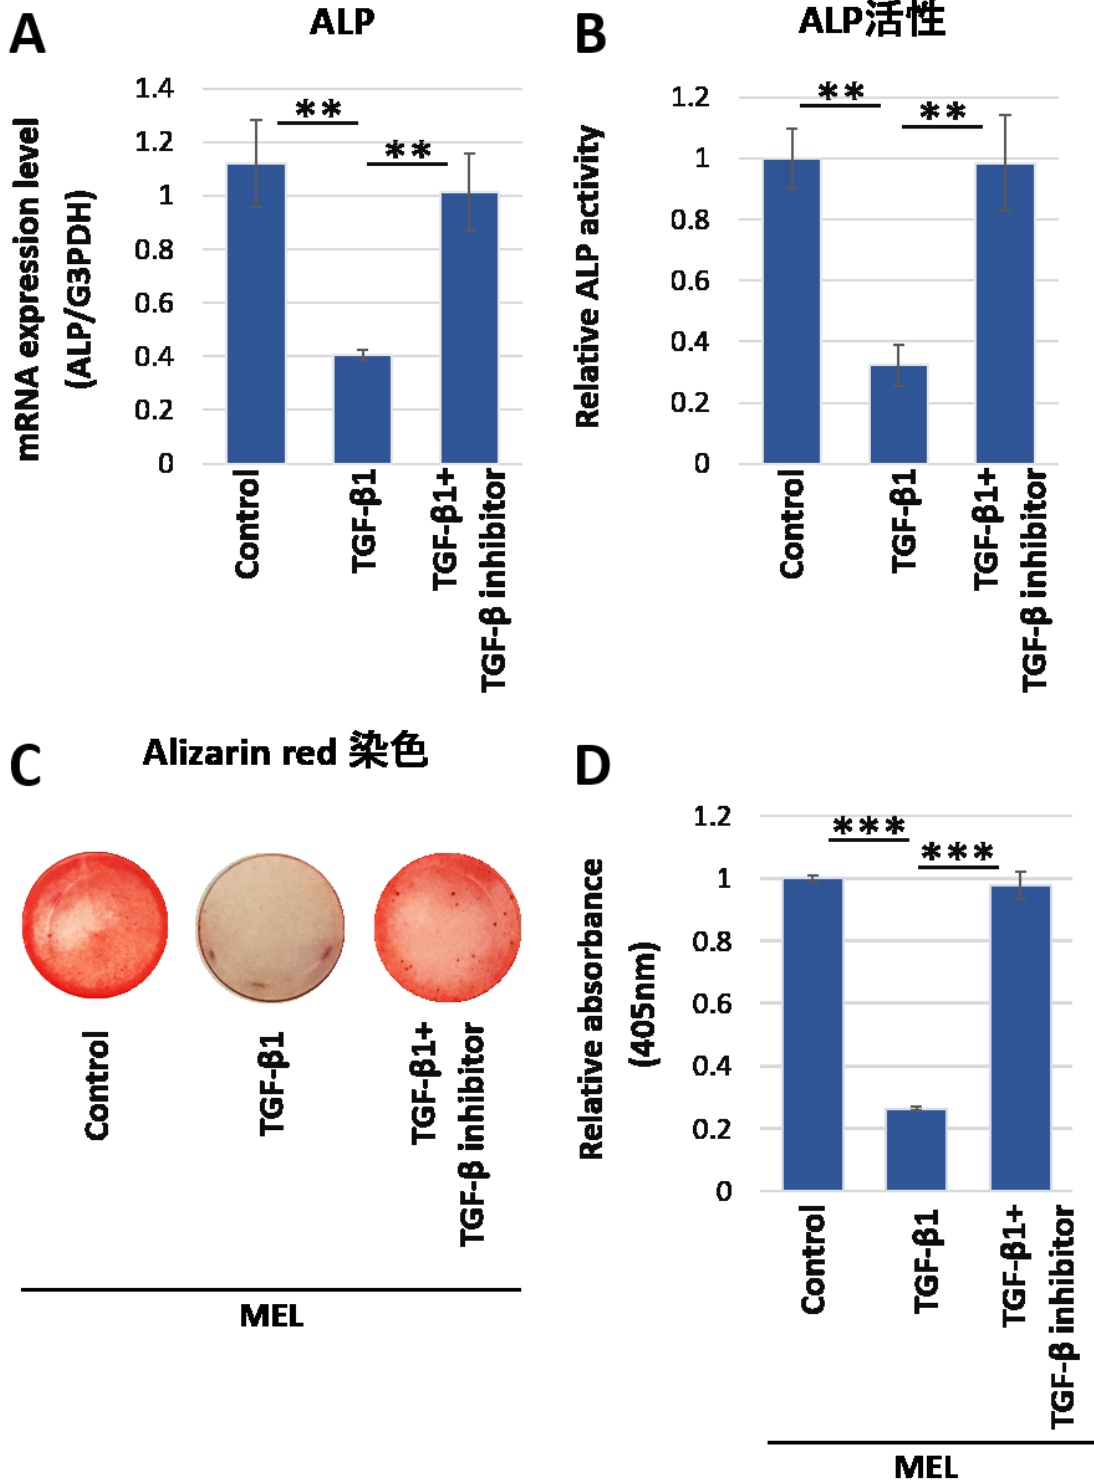 A
ALP
mRNA expression level
(ALP/G3PDH)
1.4
1.2
1
0.8
0.6
0.4
0.2
0
**
**
Control
TGF-β1
TGF-β1+
TGF-β inhibitor
B
ALP活性
Relative ALP activity
1.2
1
0.8
0.6
0.4
0.2
0
**
**
Control
TGF-β1
TGF-β1+
TGF-β inhibitor
C
Alizarin red 染色
Control
TGF-β1
TGF-β1+
TGF-β inhibitor
MEL
D
Relative absorbance
(405nm)
1.2
1
0.8
0.6
0.4
0.2
0
***
***
Control
TGF-β1
TGF-β1+
TGF-β inhibitor
MEL